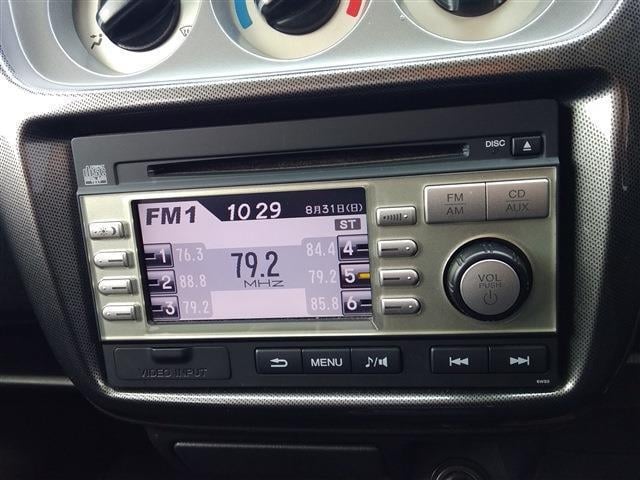 DISC
FM1 10 29 8月31日(日)
ST
FM
AM
CD
AUX
1 76.3
2 88.8
3 79.2
79.2
MHz
84.4 4
79.2 5
85.8 6
VOL
PUSH
VIDEO INPUT
MENU